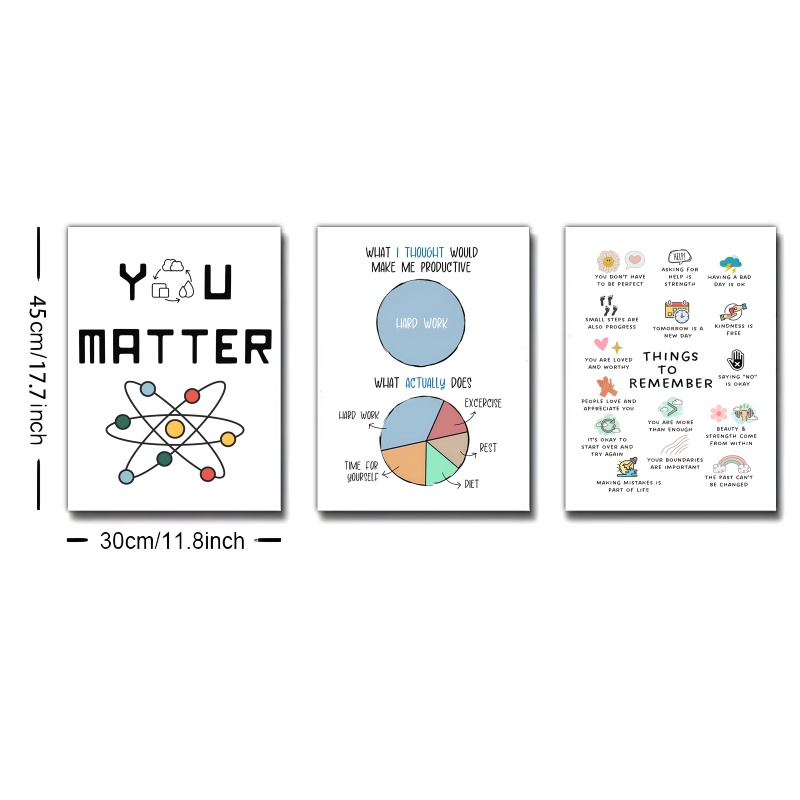 45cm/17.7inch
30cm/11.8inch
Y U
MATTER
WHAT I THOUGHT WOULD
MAKE ME PRODUCTIVE
HARD WORK
WHAT ACTUALLY DOES
HARD WORK
EXCERCISE
REST
DIET
TIME FOR
YOURSELF
YOU DON'T HAVE
TO BE PERFECT
HELP!
ASKING FOR
HELP IS
STRENGTH
HAVING A BAD
DAY IS OK
SMALL STEPS ARE
ALSO PROGRESS
TOMORROW IS A
NEW DAY
KINDNESS IS
FREE
YOU ARE LOVED
AND WORTHY
THINGS
TO
REMEMBER
SAYING "NO"
IS OKAY
PEOPLE LOVE AND
APPRECIATE YOU
YOU ARE MORE
THAN ENOUGH
BEAUTY &
STRENGTH COME
FROM WITHIN
IT'S OKAY TO
START OVER AND
TRY AGAIN
YOUR BOUNDARIES
ARE IMPORTANT
MAKING MISTAKES IS
PART OF LIFE
THE PAST CAN'T
BE CHANGED